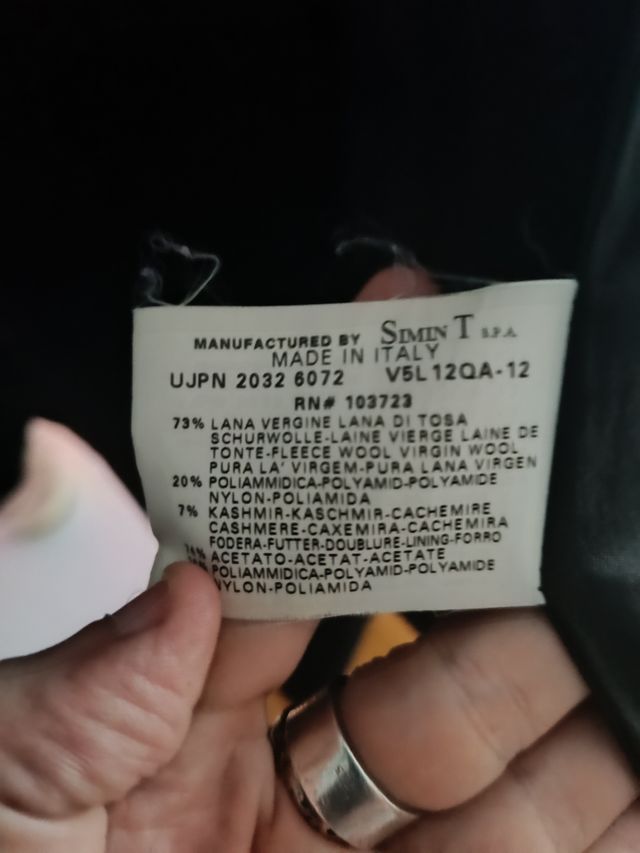 MANUFACTURED BY SIMINT S.P.A.
MADE IN ITALY
UJPN 2032 6072 V5L12QA-12
RN# 103723
73% LANA VERGINE LANA DI TOSA
SCHURWOLLE-LAINE VIERGE LAINE DE
TONTE-FLEECE WOOL VIRGIN WOOL
PURA LA' VIRGEM-PURA LANA VIRGEN
20% POLIAMMIDICA-POLYAMID-POLYAMIDE
NYLON-POLIAMIDA
7% KASHMIR-KASCHMIR-CACHEMIRE
CASHMERE-CAXEMIRA-CACHEMIRA
FODERA-FUTTER-DOUBLURE-LINING-FORRO
ACETATO-ACETAT-ACETATE
POLIAMMIDICA-POLYAMID-POLYAMIDE
NYLON-POLIAMIDA